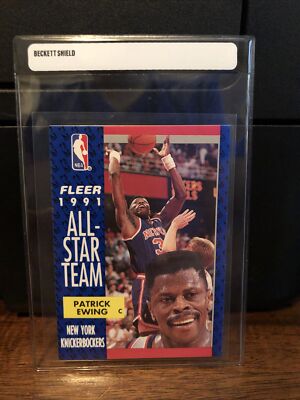 BECKETT SHIELD
NBA
FLEER
1991
ALL-
STAR
TEAM
PATRICK
EWING C
NEW YORK
KNICKERBOCKERS